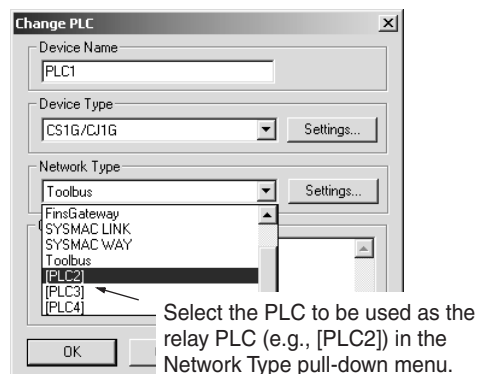 Change PLC
Device Name
PLC1
Device Type
CS1G/CJ1G
Settings...
Network Type
Toolbus
Settings...
FinsGateway
SYSMAC LINK
SYSMAC WAY
Toolbus
[PLC2]
[PLC3]
[PLC4]
Select the PLC to be used as the
relay PLC (e.g., [PLC2]) in the
Network Type pull-down menu.
OK